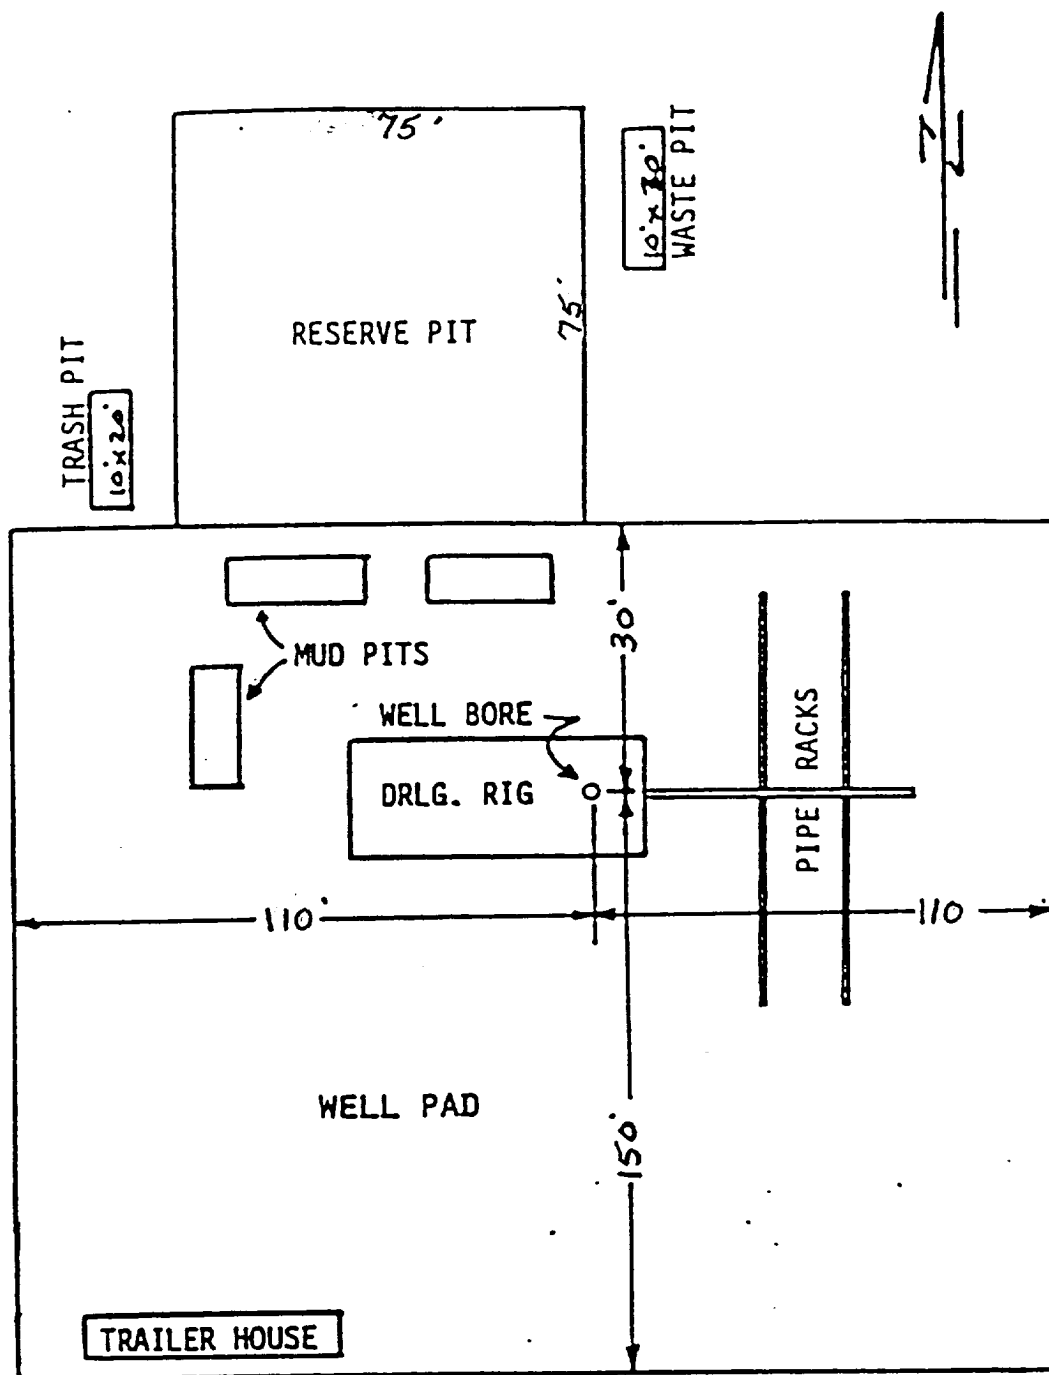 75'
10'x20'
WASTE PIT
75'
RESERVE PIT
TRASH PIT
10'x20'
30'
MUD PITS
WELL BORE
DRLG. RIG
PIPE RACKS
110'
110
WELL PAD
150'
TRAILER HOUSE